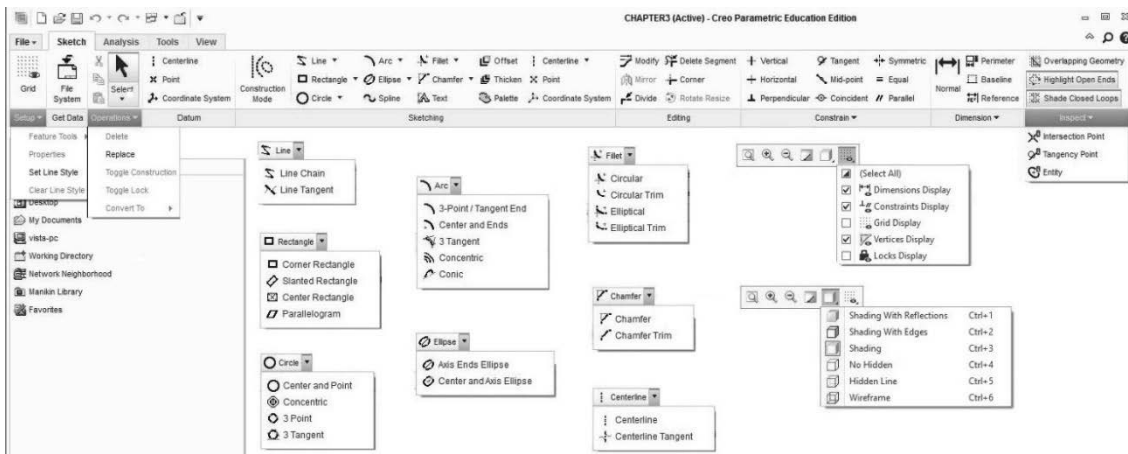 CHAPTER3 (Active) - Creo Parametric Education Edition
File Sketch Analysis Tools View
Grid
File System
Select
Centerline
Point
Coordinate System
Construction Mode
Line Arc Fillet Offset Centerline
Rectangle Ellipse Chamfer Thicken Point
Circle Spline Text Palette Coordinate System
Modify Delete Segment
Mirror Corner
Divide Rotate Resize
Vertical Tangent Symmetric
Horizontal Mid-point Equal
Perpendicular Coincident Parallel
Normal
Perimeter
Baseline
Reference
Overlapping Geometry
Highlight Open Ends
Shade Closed Loops
Setup Get Data Operations Datum Sketching Editing Constrain Dimension Inspect
Feature Tools
Properties
Set Line Style
Clear Line Style
Delete
Replace
Toggle Construction
Toggle Lock
Convert To
Desktop
My Documents
vista-pc
Working Directory
Network Neighborhood
Manikin Library
Favorites
Line
Line Chain
Line Tangent
Rectangle
Corner Rectangle
Slanted Rectangle
Center Rectangle
Parallelogram
Circle
Center and Point
Concentric
3 Point
3 Tangent
Arc
3-Point / Tangent End
Center and Ends
3 Tangent
Concentric
Conic
Ellipse
Axis Ends Ellipse
Center and Axis Ellipse
Fillet
Circular
Circular Trim
Elliptical
Elliptical Trim
Chamfer
Chamfer
Chamfer Trim
Centerline
Centerline
Centerline Tangent
(Select All)
Dimensions Display
Constraints Display
Grid Display
Vertices Display
Locks Display
Shading With Reflections Ctrl+1
Shading With Edges Ctrl+2
Shading Ctrl+3
No Hidden Ctrl+4
Hidden Line Ctrl+5
Wireframe Ctrl+6
Intersection Point
Tangency Point
Entity